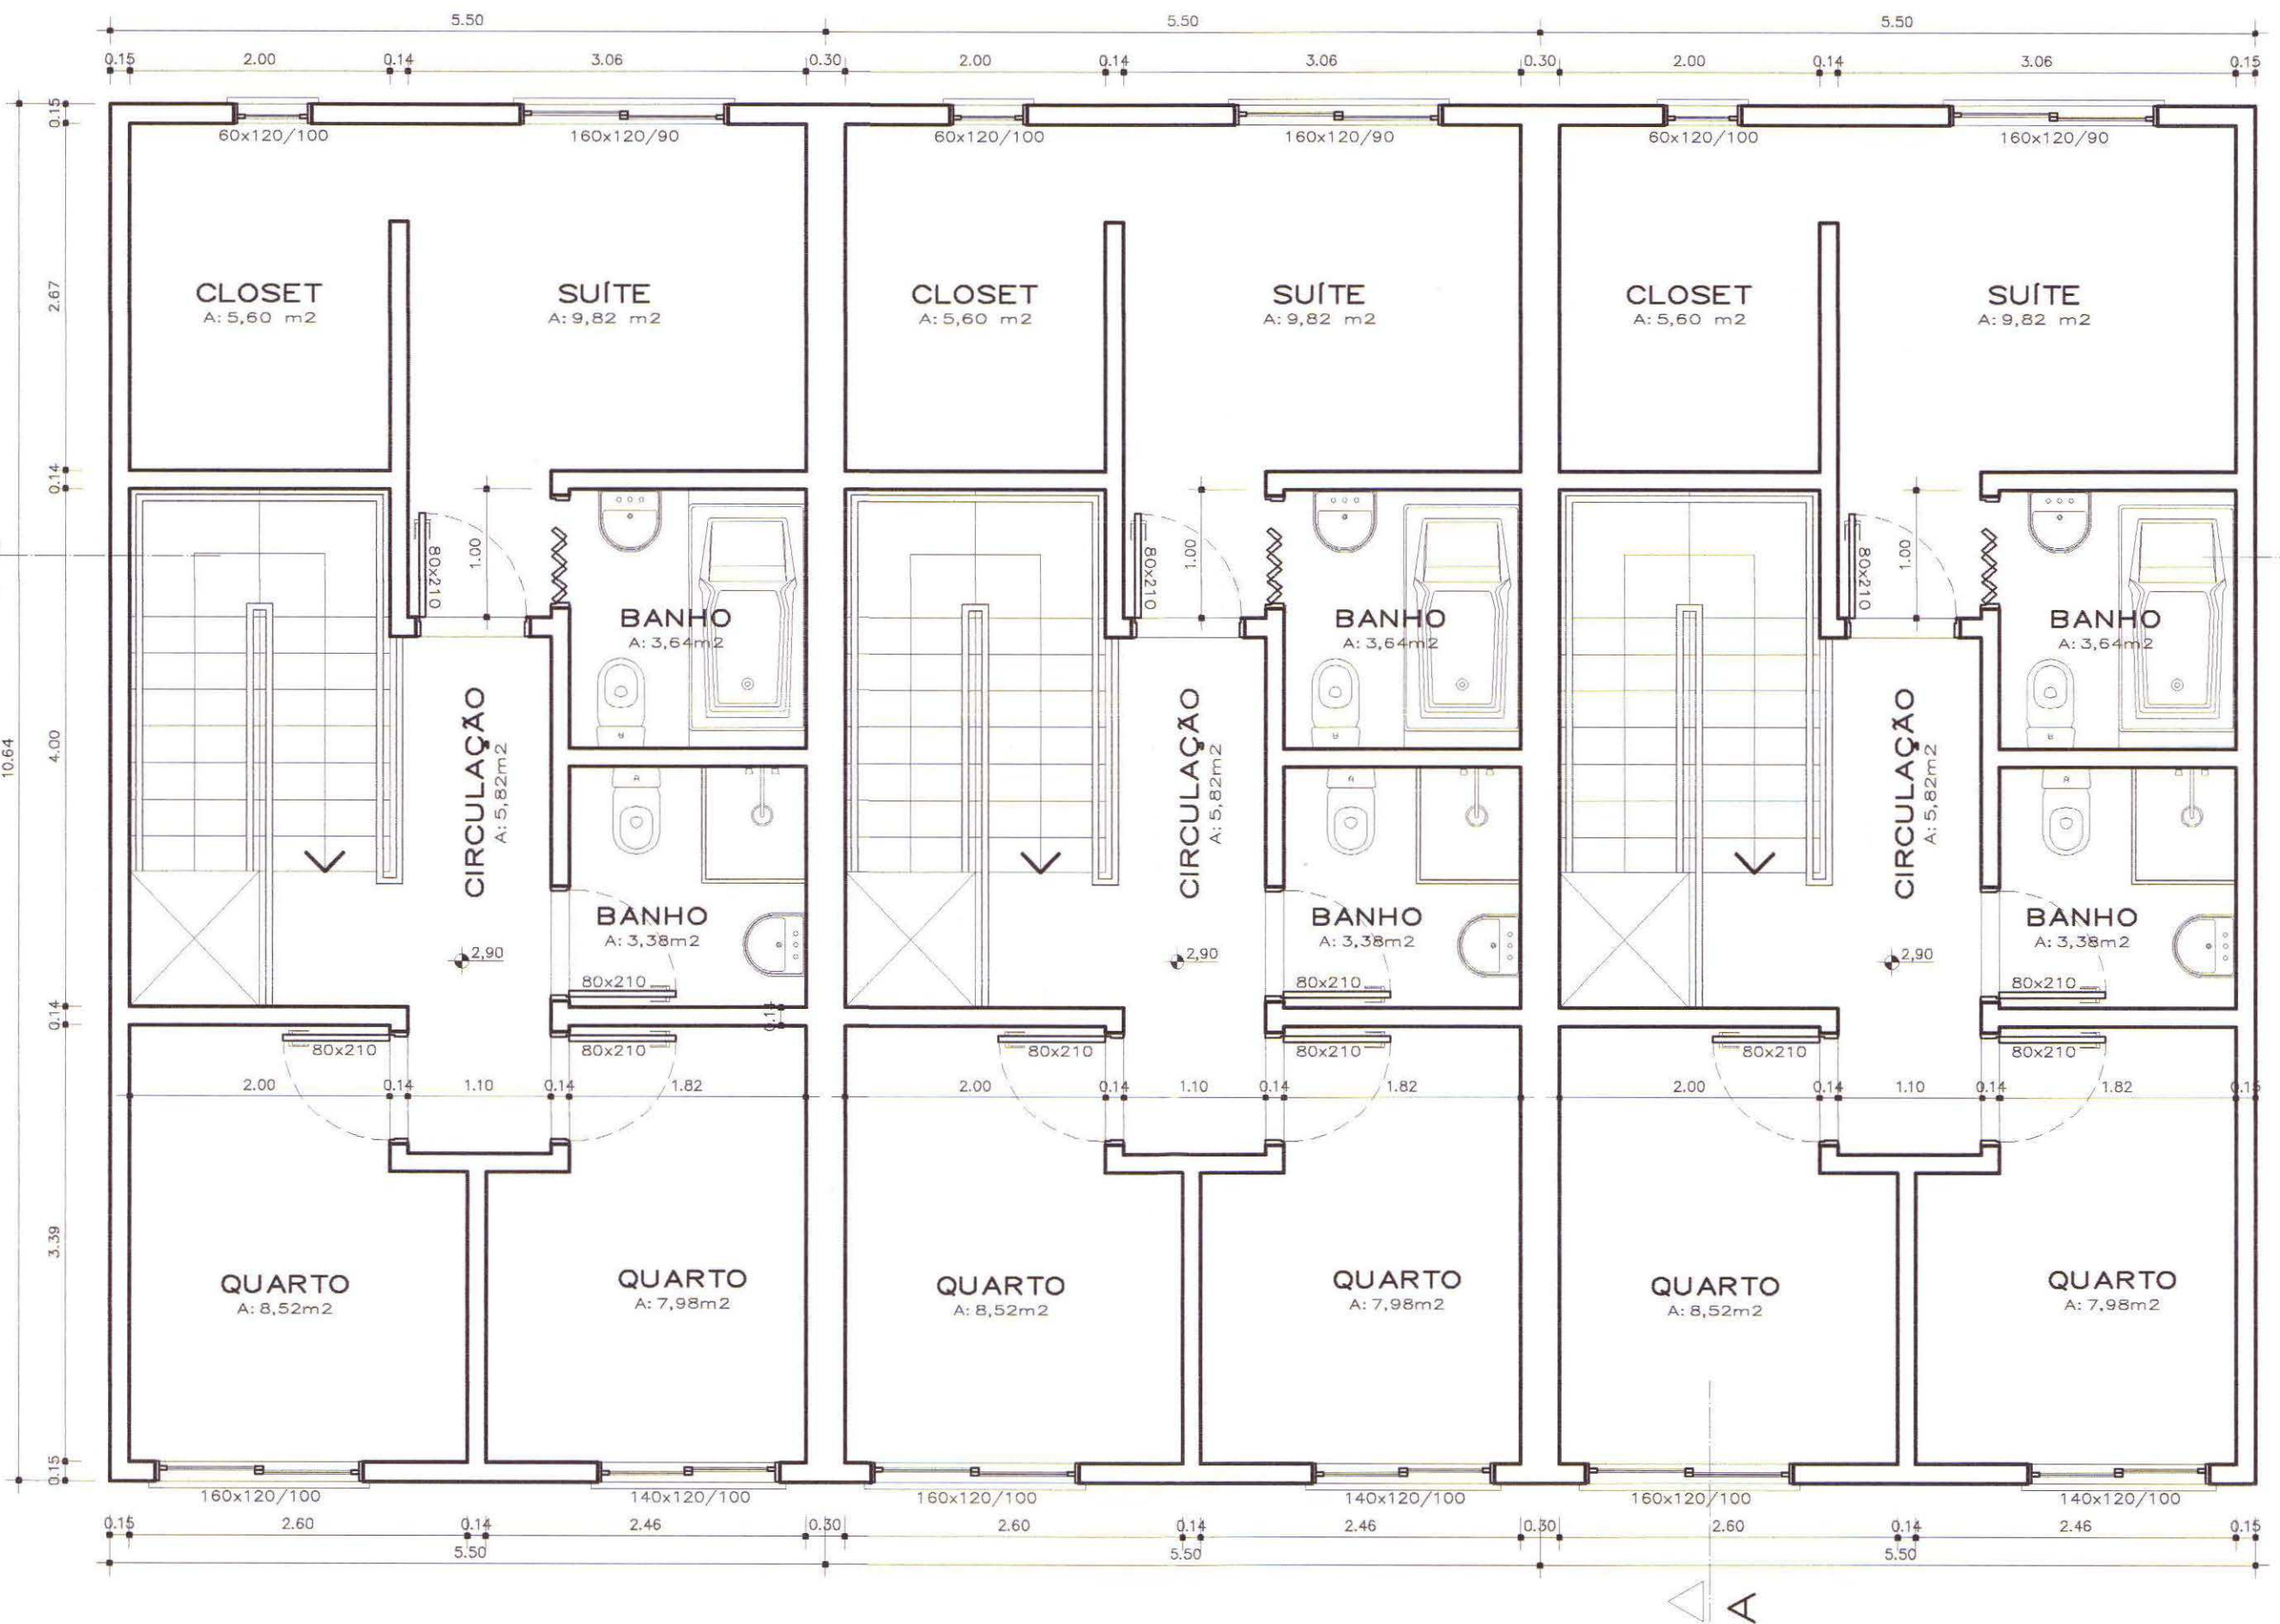 5.50 5.50 5.50
0.15 2.00 0.14 3.06 0.30 2.00 0.14 3.06 0.30 2.00 0.14 3.06 0.15
0.15
60x120/100 160x120/90 60x120/100 160x120/90 60x120/100 160x120/90
2.67
CLOSET SUÍTE CLOSET SUÍTE CLOSET SUÍTE
A: 5,60 m2 A: 9,82 m2 A: 5,60 m2 A: 9,82 m2 A: 5,60 m2 A: 9,82 m2
0.14
80x210 1.00 80x210 1.00 80x210 1.00
BANHO BANHO BANHO
A: 3,64m2 A: 3,64m2 A: 3,64m2
10.64
4.00
CIRCULAÇÃO CIRCULAÇÃO CIRCULAÇÃO
A: 5,82m2 A: 5,82m2 A: 5,82m2
BANHO BANHO BANHO
A: 3,38m2 A: 3,38m2 A: 3,38m2
2,90 2,90 2,90
80x210 80x210 80x210
0.14
80x210 80x210 80x210 80x210 80x210 80x210
2.00 0.14 1.10 0.14 1.82 2.00 0.14 1.10 0.14 1.82 2.00 0.14 1.10 0.14 1.82 0.15
3.39
QUARTO QUARTO QUARTO QUARTO QUARTO QUARTO
A: 8,52m2 A: 7,98m2 A: 8,52m2 A: 7,98m2 A: 8,52m2 A: 7,98m2
0.15
160x120/100 140x120/100 160x120/100 140x120/100 160x120/100 140x120/100
0.15 2.60 0.14 2.46 0.30 2.60 0.14 2.46 0.30 2.60 0.14 2.46 0.15
5.50 5.50 5.50
A